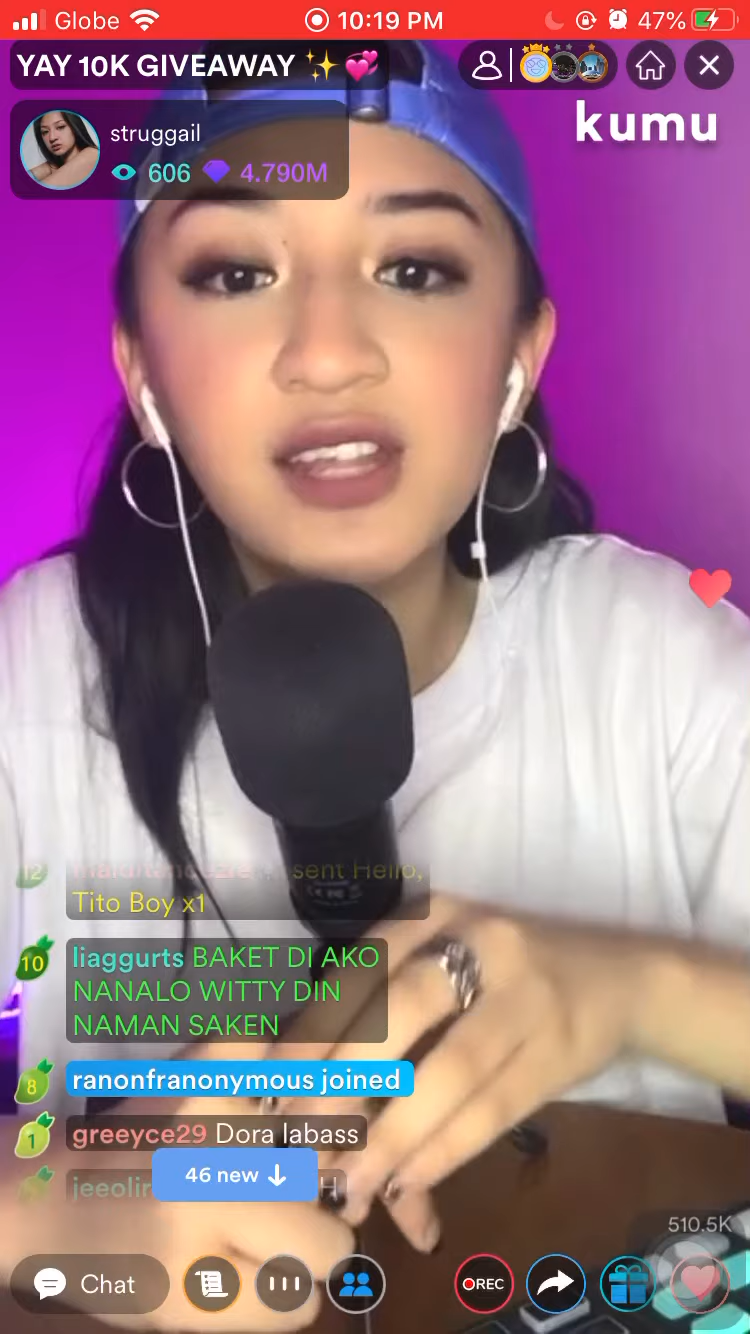 Globe 10:19 PM 47%
YAY 10K GIVEAWAY ✨💞
kumu
struggail
606 4.790M
12
sent Hello,
Tito Boy x1
10 liaggurts BAKET DI AKO
NANALO WITTY DIN
NAMAN SAKEN
8 ranonfranonymous joined
1 greeyce29 Dora labass
46 new ↓
510.5K
Chat
REC